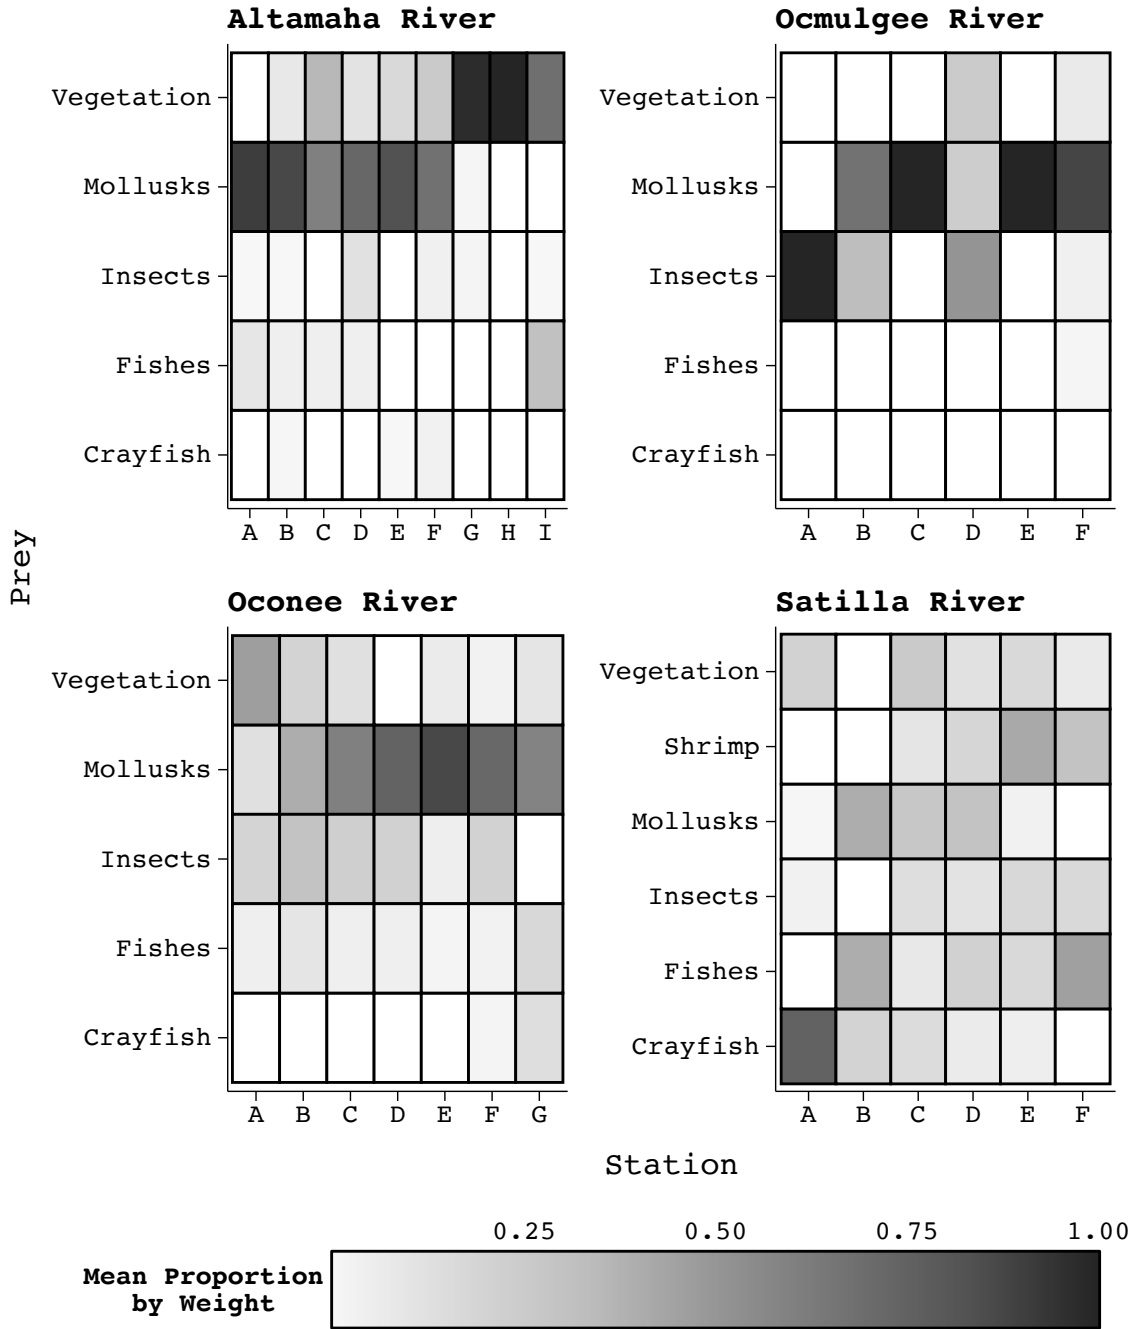 Altamaha River
Vegetation
Mollusks
Insects
Fishes
Crayfish
A B C D E F G H I
Ocmulgee River
Vegetation
Mollusks
Insects
Fishes
Crayfish
A B C D E F
Prey
Oconee River
Vegetation
Mollusks
Insects
Fishes
Crayfish
A B C D E F G
Satilla River
Vegetation
Shrimp
Mollusks
Insects
Fishes
Crayfish
A B C D E F
Station
0.25 0.50 0.75 1.00
Mean Proportion
by Weight